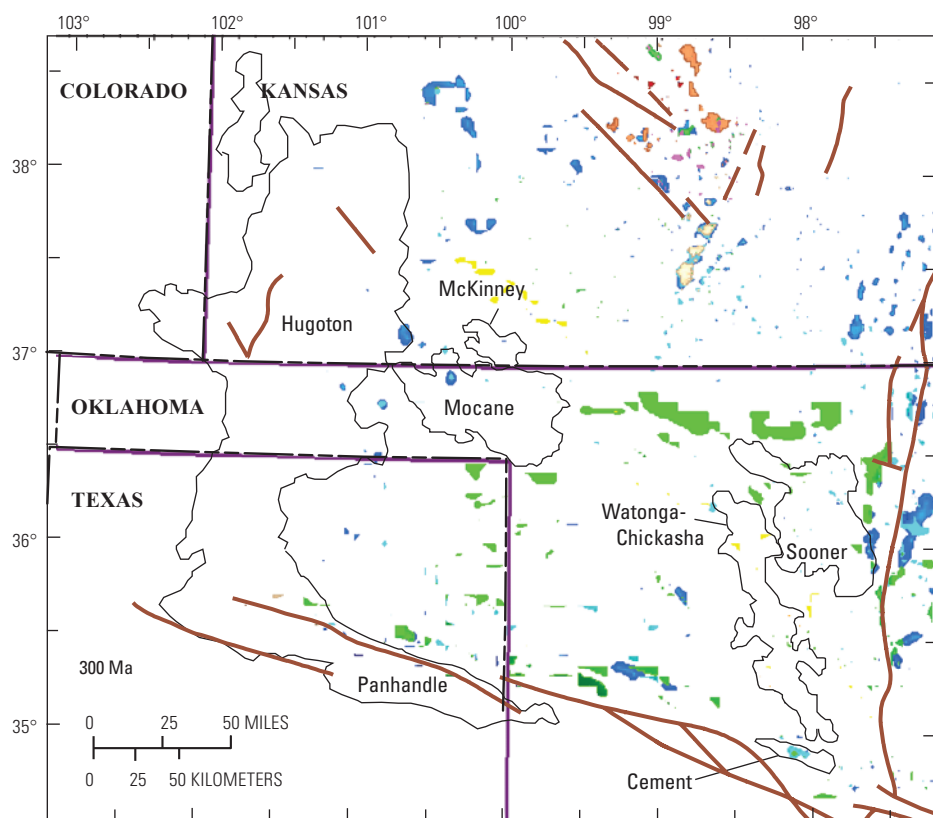 103° 102° 101° 100° 99° 98°
COLORADO
KANSAS
38°
McKinney
Hugoton
37°
OKLAHOMA
Mocane
TEXAS
Watonga-
Chickasha
36°
Sooner
300 Ma
Panhandle
0 25 50 MILES
35°
0 25 50 KILOMETERS
Cement